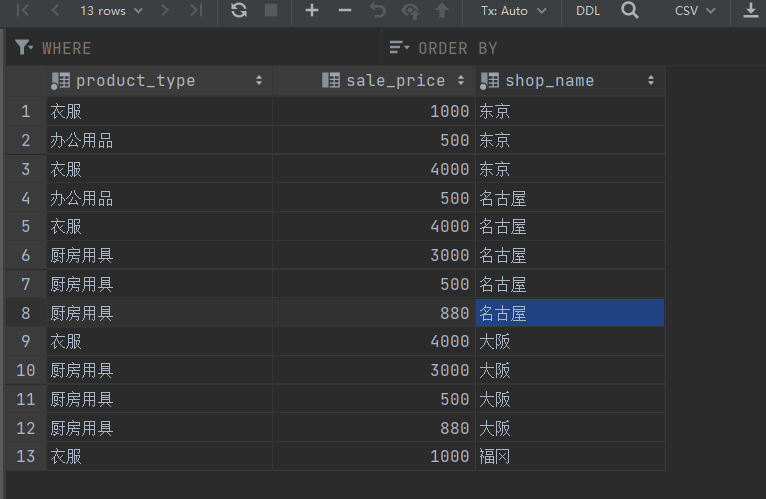 13 rows Tx: Auto DDL CSV
WHERE ORDER BY
product_type sale_price shop_name
1 衣服 1000 东京
2 办公用品 500 东京
3 衣服 4000 东京
4 办公用品 500 名古屋
5 衣服 4000 名古屋
6 厨房用具 3000 名古屋
7 厨房用具 500 名古屋
8 厨房用具 880 名古屋
9 衣服 4000 大阪
10 厨房用具 3000 大阪
11 厨房用具 500 大阪
12 厨房用具 880 大阪
13 衣服 1000 福冈